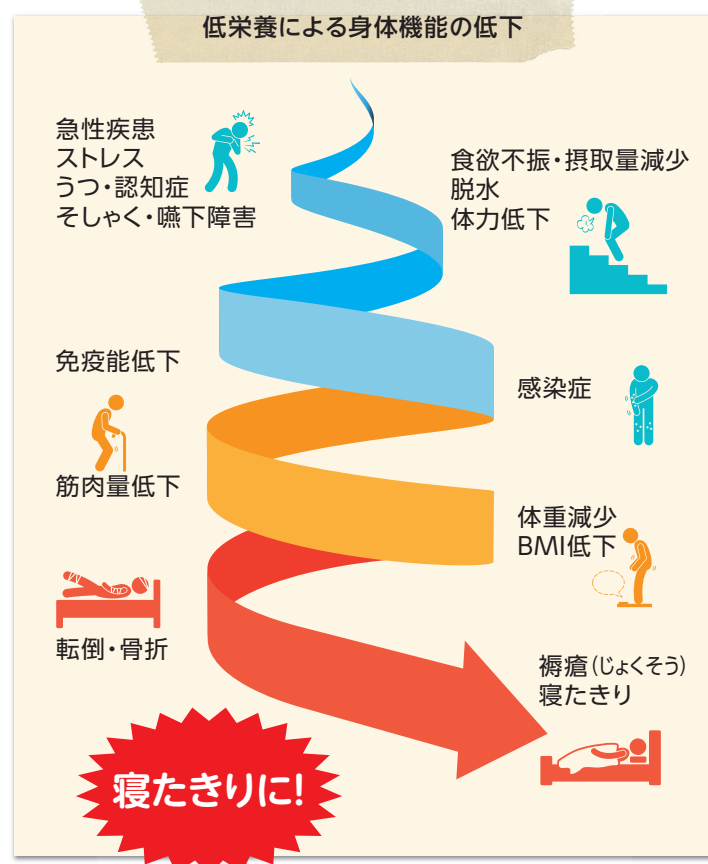 低栄養による身体機能の低下
急性疾患
ストレス
うつ・認知症
そしゃく・嚥下障害
食欲不振・摂取量減少
脱水
体力低下
免疫能低下
感染症
筋肉量低下
体重減少
BMI低下
転倒・骨折
褥瘡(じょくそう)
寝たきり
寝たきりに!